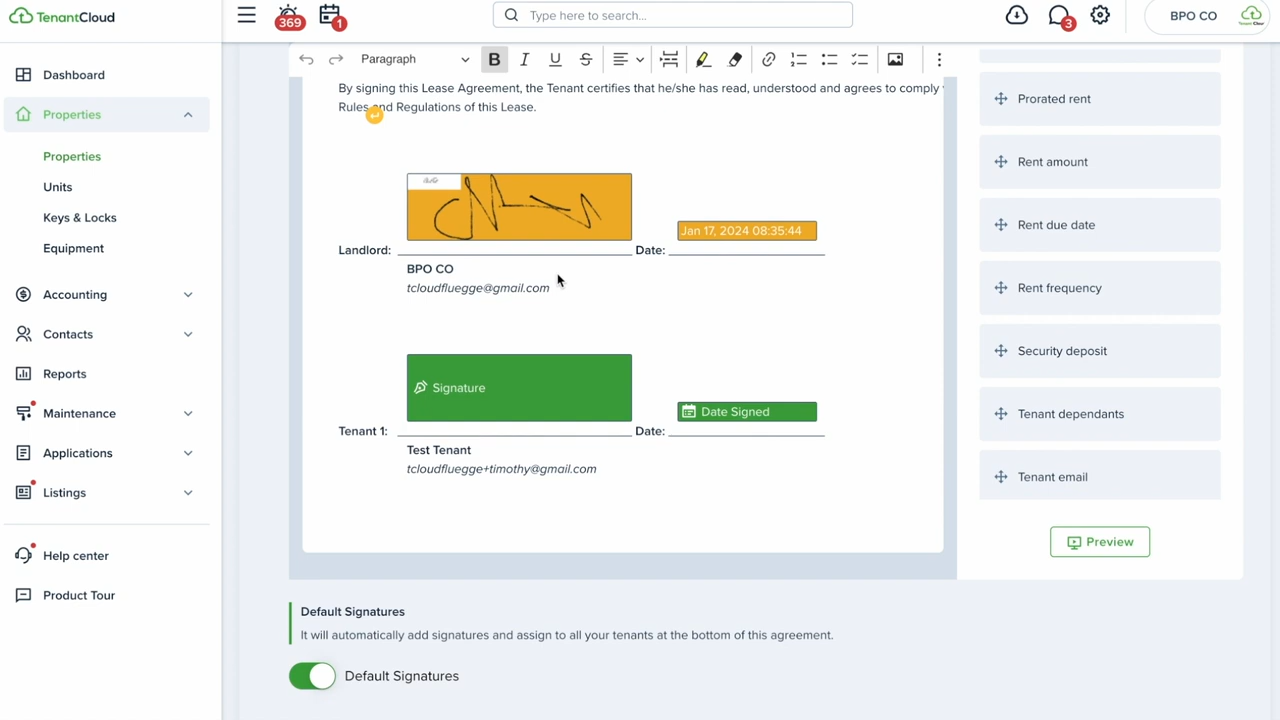 TenantCloud
369
1
Type here to search...
3
BPO CO
Dashboard
Properties
Properties
Units
Keys & Locks
Equipment
Accounting
Contacts
Reports
Maintenance
Applications
Listings
Help center
Product Tour
Paragraph
B I U S
By signing this Lease Agreement, the Tenant certifies that he/she has read, understood and agrees to comply
Rules and Regulations of this Lease.
Jan 17, 2024 08:35:44
Landlord: Date:
BPO CO
tcloudfluegge@gmail.com
Signature
Date Signed
Tenant 1: Date:
Test Tenant
tcloudfluegge+timothy@gmail.com
Prorated rent
Rent amount
Rent due date
Rent frequency
Security deposit
Tenant dependants
Tenant email
Preview
Default Signatures
It will automatically add signatures and assign to all your tenants at the bottom of this agreement.
Default Signatures